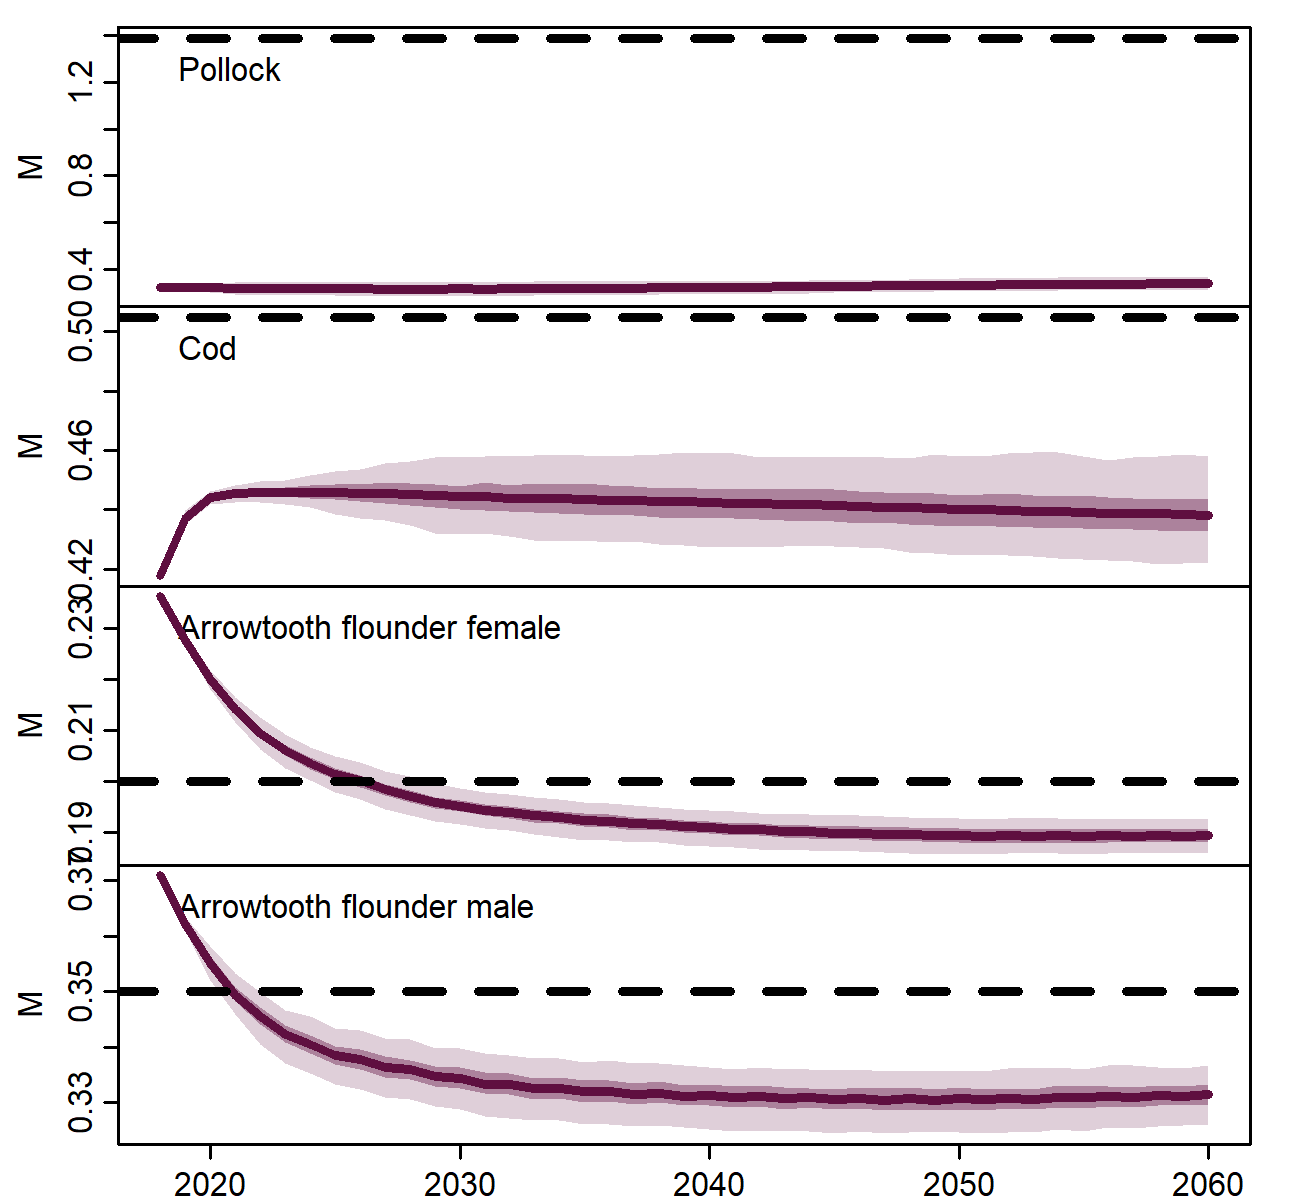 Pollock
M
1.2
0.8
0.4
Cod
M
0.50
0.46
0.42
Arrowtooth flounder female
M
0.23
0.21
0.19
Arrowtooth flounder male
M
0.37
0.35
0.33
2020 2030 2040 2050 2060